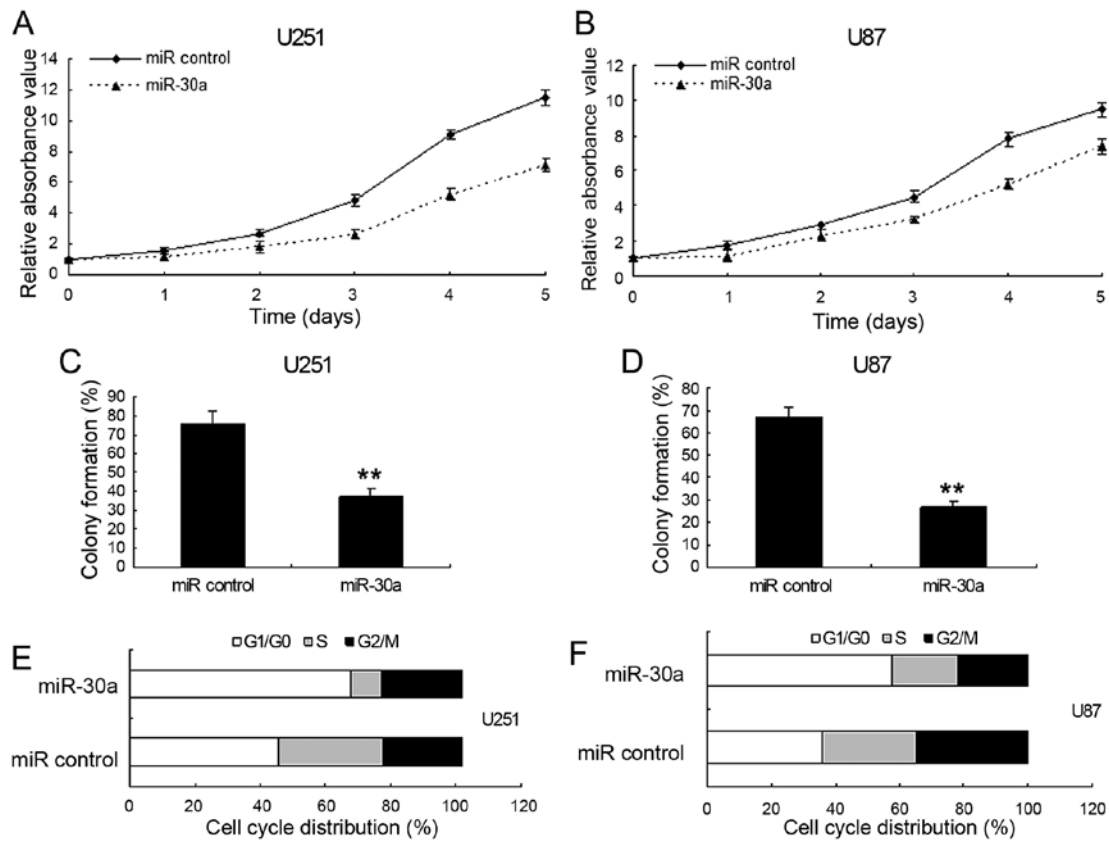 A
U251
miR control
miR-30a
Relative absorbance value
14
12
10
8
6
4
2
0
0 1 2 3 4 5
Time (days)
B
U87
miR control
miR-30a
Relative absorbance value
12
10
8
6
4
2
0
0 1 2 3 4 5
Time (days)
C
U251
Colony formation (%)
90
80
70
60
50
40
30
20
10
0
**
miR control miR-30a
D
U87
Colony formation (%)
80
70
60
50
40
30
20
10
0
**
miR control miR-30a
E
G1/G0 S G2/M
miR-30a
U251
miR control
0 20 40 60 80 100 120
Cell cycle distribution (%)
F
G1/G0 S G2/M
miR-30a
U87
miR control
0 20 40 60 80 100 120
Cell cycle distribution (%)